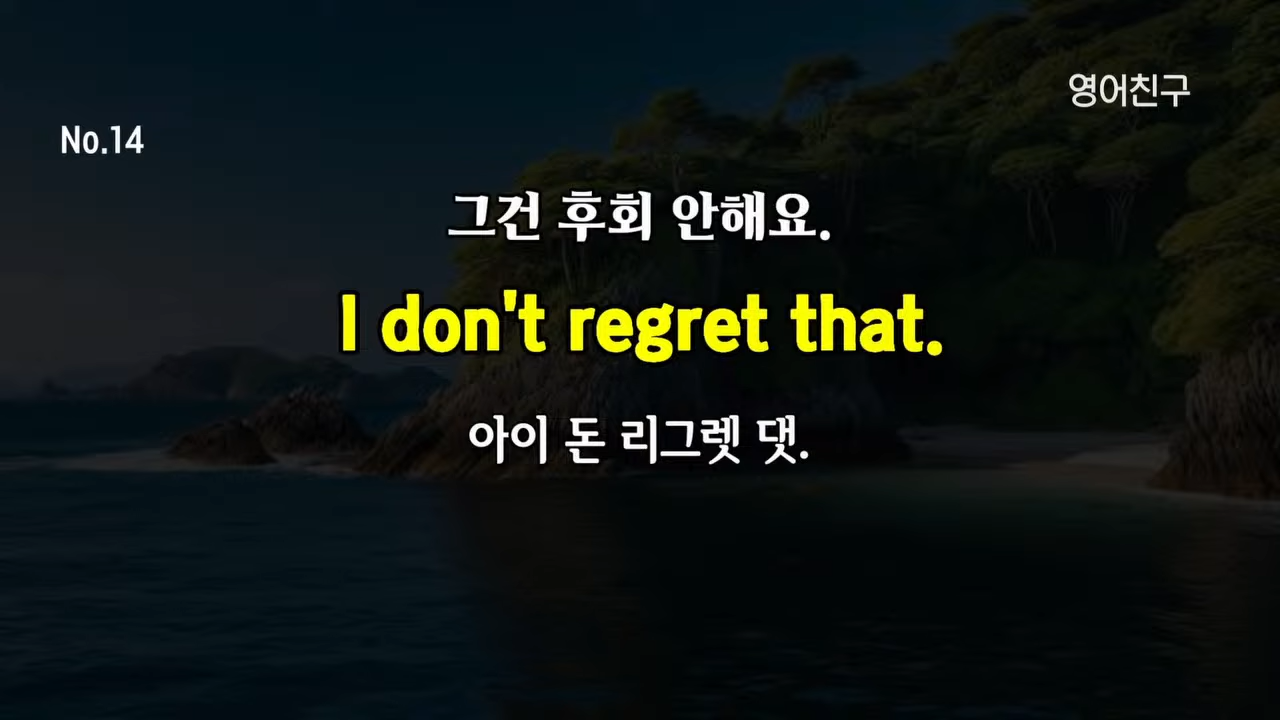 영어친구
No.14
그건 후회 안해요.
I don't regret that.
아이 돈 리그렛 댓.